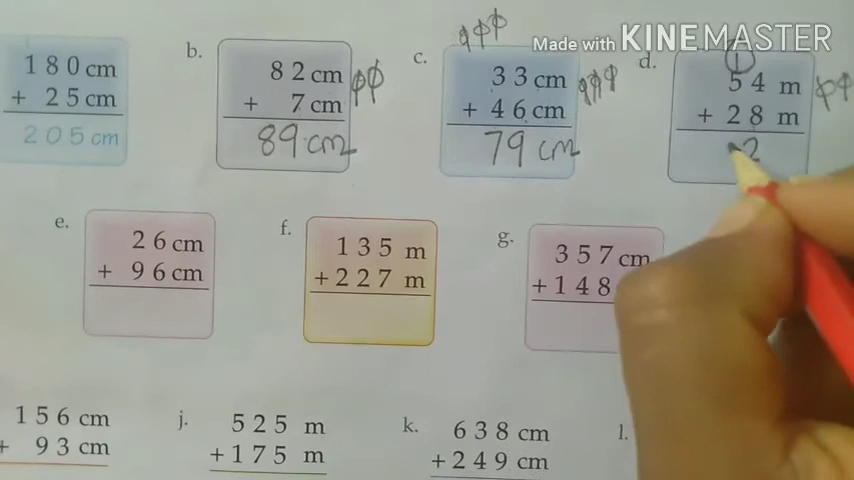 Made with KINEMASTER
180 cm
+ 25 cm
205 cm
b.
82 cm
+ 7 cm
89 cm
c.
33 cm
+ 46 cm
79 cm
d.
1
54 m
+ 28 m
2
e.
26 cm
+ 96 cm
f.
135 m
+ 227 m
g.
357 cm
+ 148
156 cm
+ 93 cm
j.
525 m
+ 175 m
k.
638 cm
+ 249 cm
l.